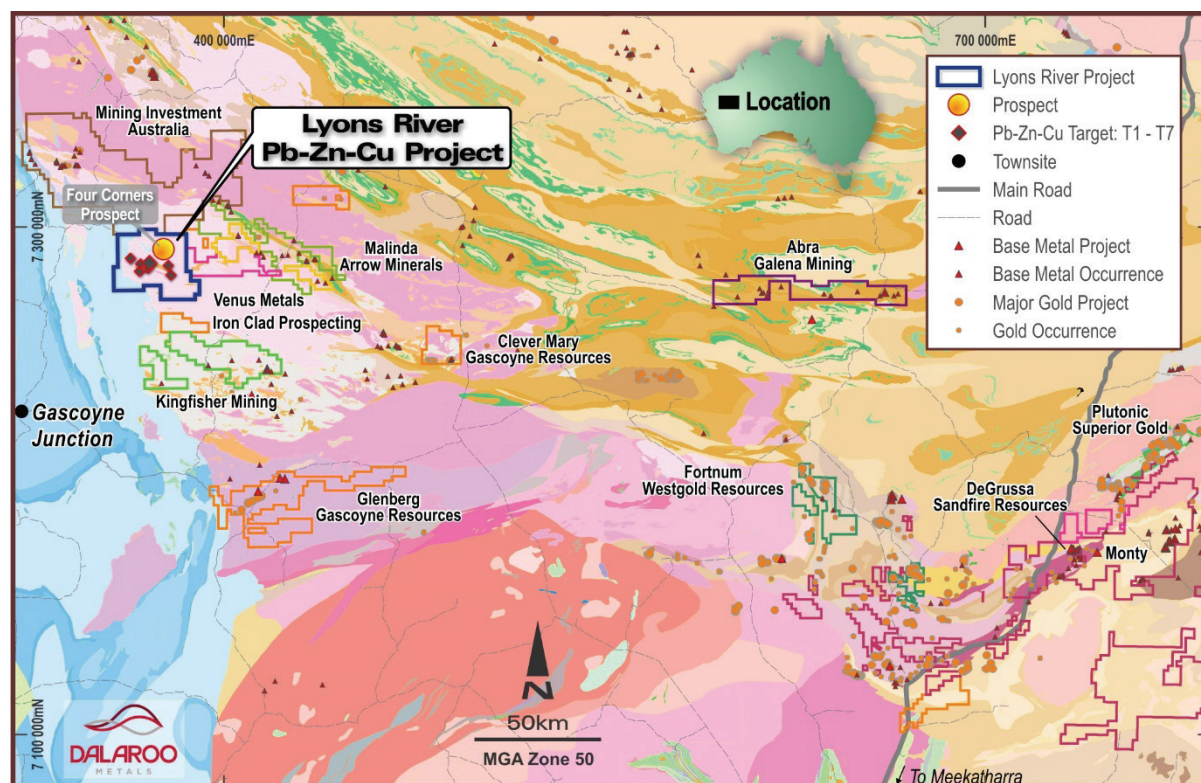 400 000mE
700 000mE
7 300 000mN
7 100 000mN
Mining Investment
Australia
Lyons River
Pb-Zn-Cu Project
Four Corners
Prospect
Location
Lyons River Project
Prospect
Pb-Zn-Cu Target: T1 - T7
Townsite
Main Road
Road
Base Metal Project
Base Metal Occurrence
Major Gold Project
Gold Occurrence
Malinda
Arrow Minerals
Abra
Galena Mining
Venus Metals
Iron Clad Prospecting
Clever Mary
Gascoyne Resources
Kingfisher Mining
Gascoyne
Junction
Plutonic
Superior Gold
Fortnum
Westgold Resources
DeGrussa
Sandfire Resources
Glenberg
Gascoyne Resources
Monty
N
50km
MGA Zone 50
DALAROO
METALS
To Meekatharra